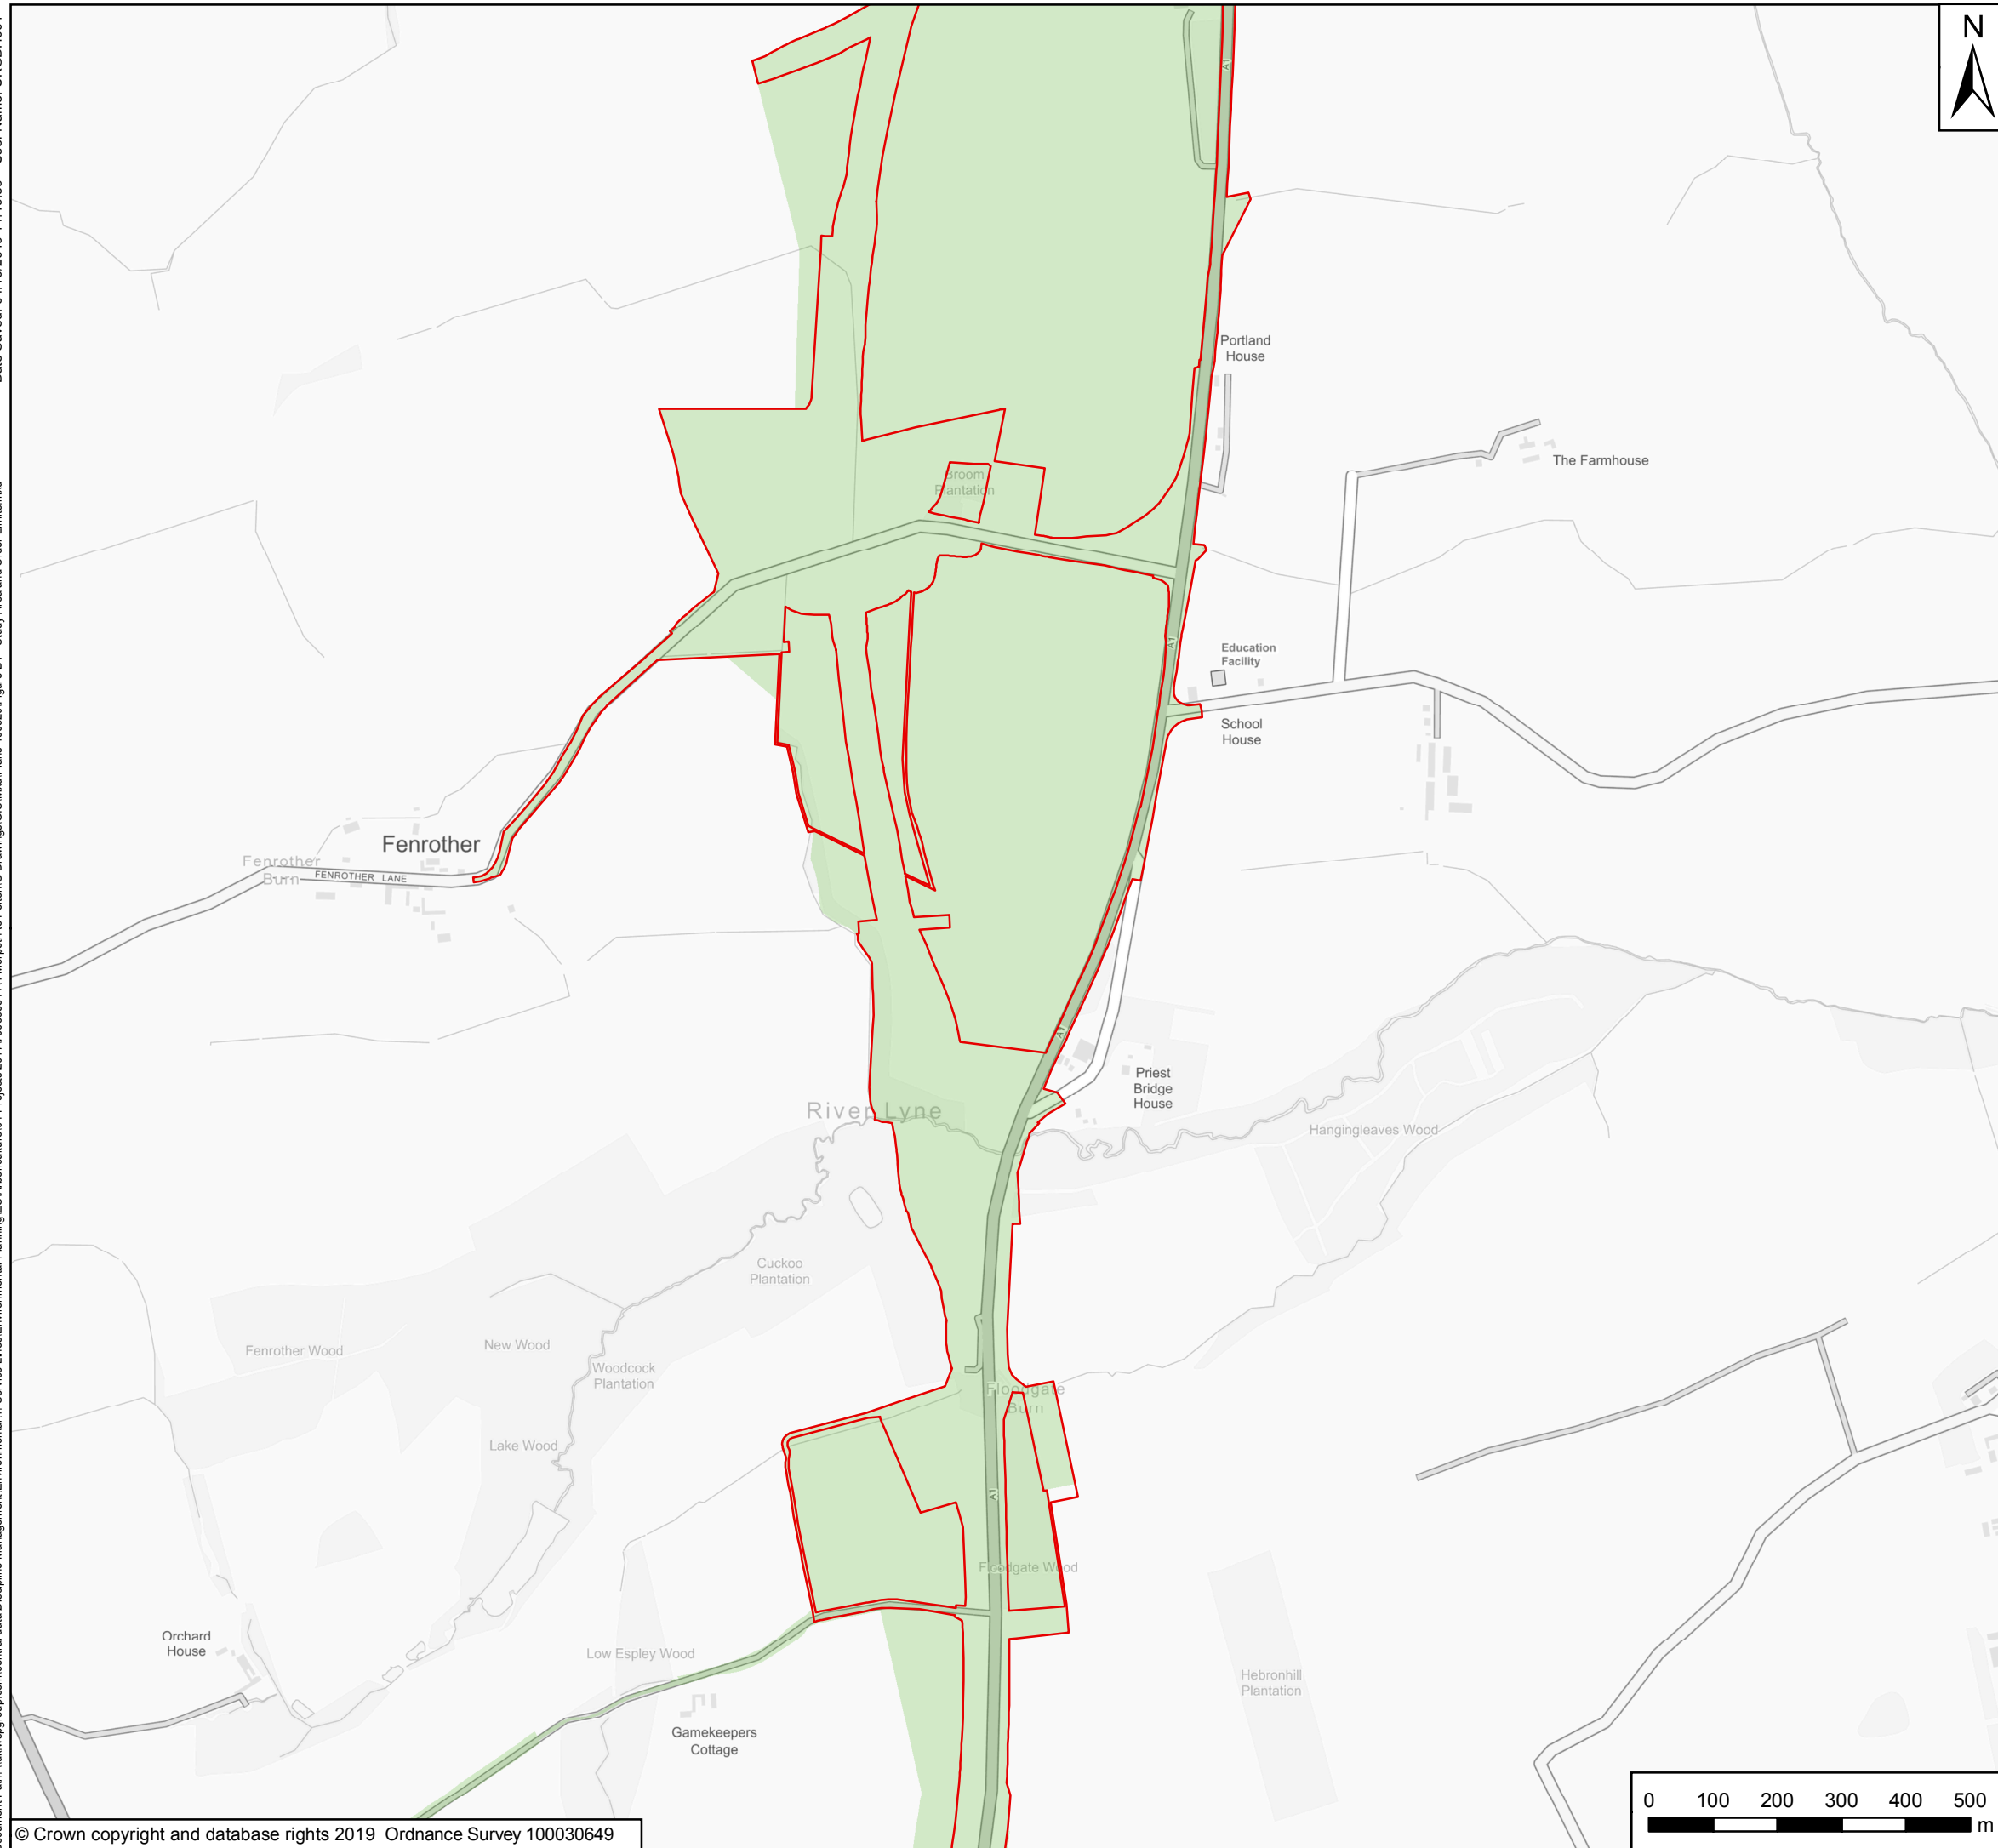 N
A1
Portland
House
The Farmhouse
Broom
Plantation
A1
Education
Facility
School
House
Fenrother
Fenrother
Burn
FENROTHER LANE
A1
Priest
Bridge
House
River Lyne
Hangingleaves Wood
Cuckoo
Plantation
Fenrother Wood
New Wood
Woodcock
Plantation
Floodgate
Burn
Lake Wood
A1
Floodgate Wood
Orchard
House
Low Espley Wood
Hebronhill
Plantation
Gamekeepers
Cottage
0 100 200 300 400 500
m
© Crown copyright and database rights 2019 Ordnance Survey 100030649